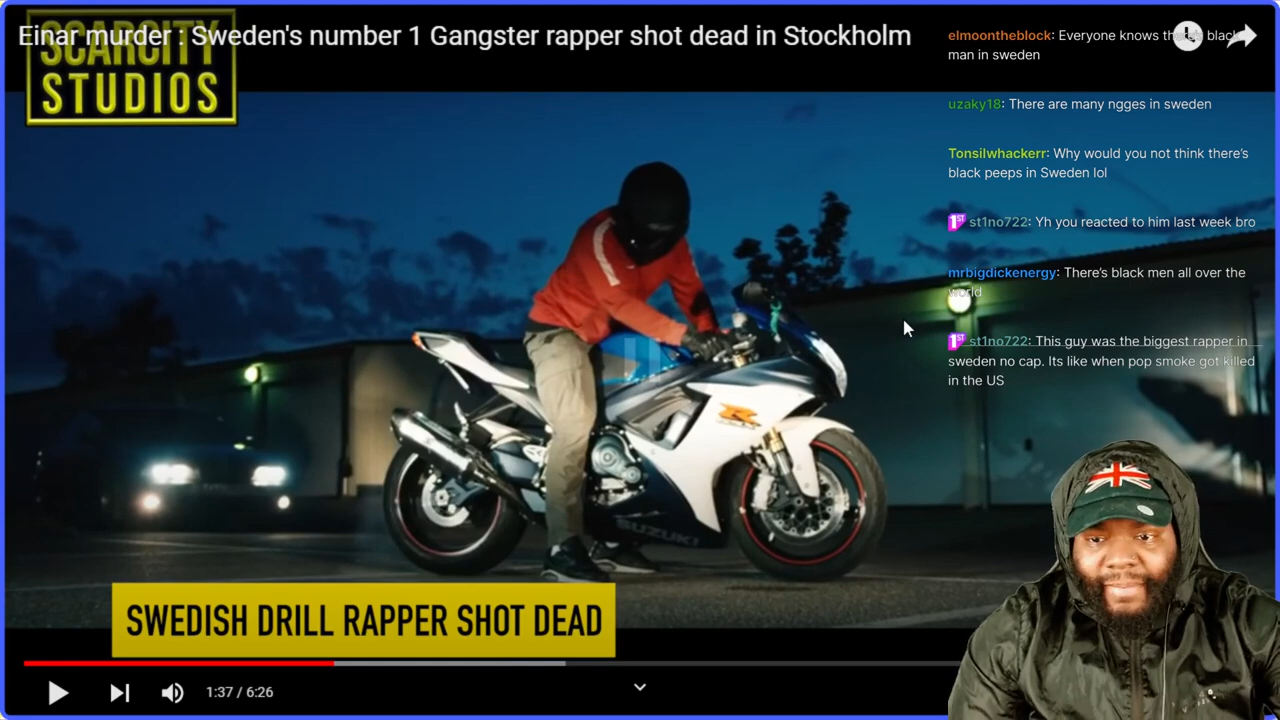 Einar murder : Sweden's number 1 Gangster rapper shot dead in Stockholm
SCARCITY
STUDIOS
elmoontheblock: Everyone knows black
man in sweden
uzaky18: There are many ngges in sweden
Tonsilwhackerr: Why would you not think there's
black peeps in Sweden lol
1ST st1no722: Yh you reacted to him last week bro
mrbigdickenergy: There's black men all over the
world
1ST st1no722: This guy was the biggest rapper in
sweden no cap. Its like when pop smoke got killed
in the US
R
SUZUKI
SWEDISH DRILL RAPPER SHOT DEAD
1:37 / 6:26